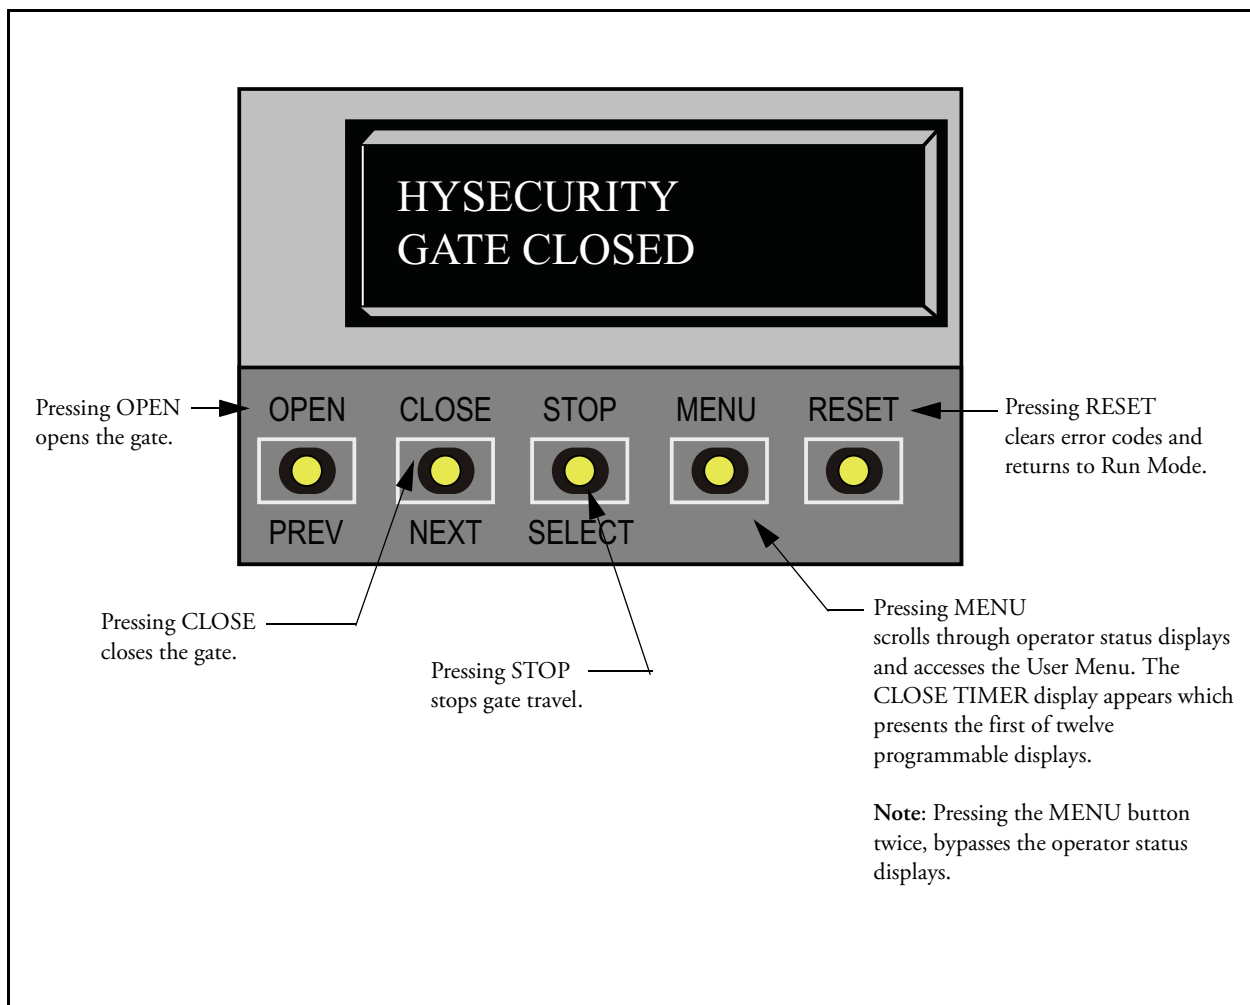 HYSECURITY
GATE CLOSED
Pressing OPEN
opens the gate.
OPEN
CLOSE
STOP
MENU
RESET
Pressing RESET
clears error codes and
returns to Run Mode.
PREV
NEXT
SELECT
Pressing CLOSE
closes the gate.
Pressing STOP
stops gate travel.
Pressing MENU
scrolls through operator status displays
and accesses the User Menu. The
CLOSE TIMER display appears which
presents the first of twelve
programmable displays.
Note: Pressing the MENU button
twice, bypasses the operator status
displays.